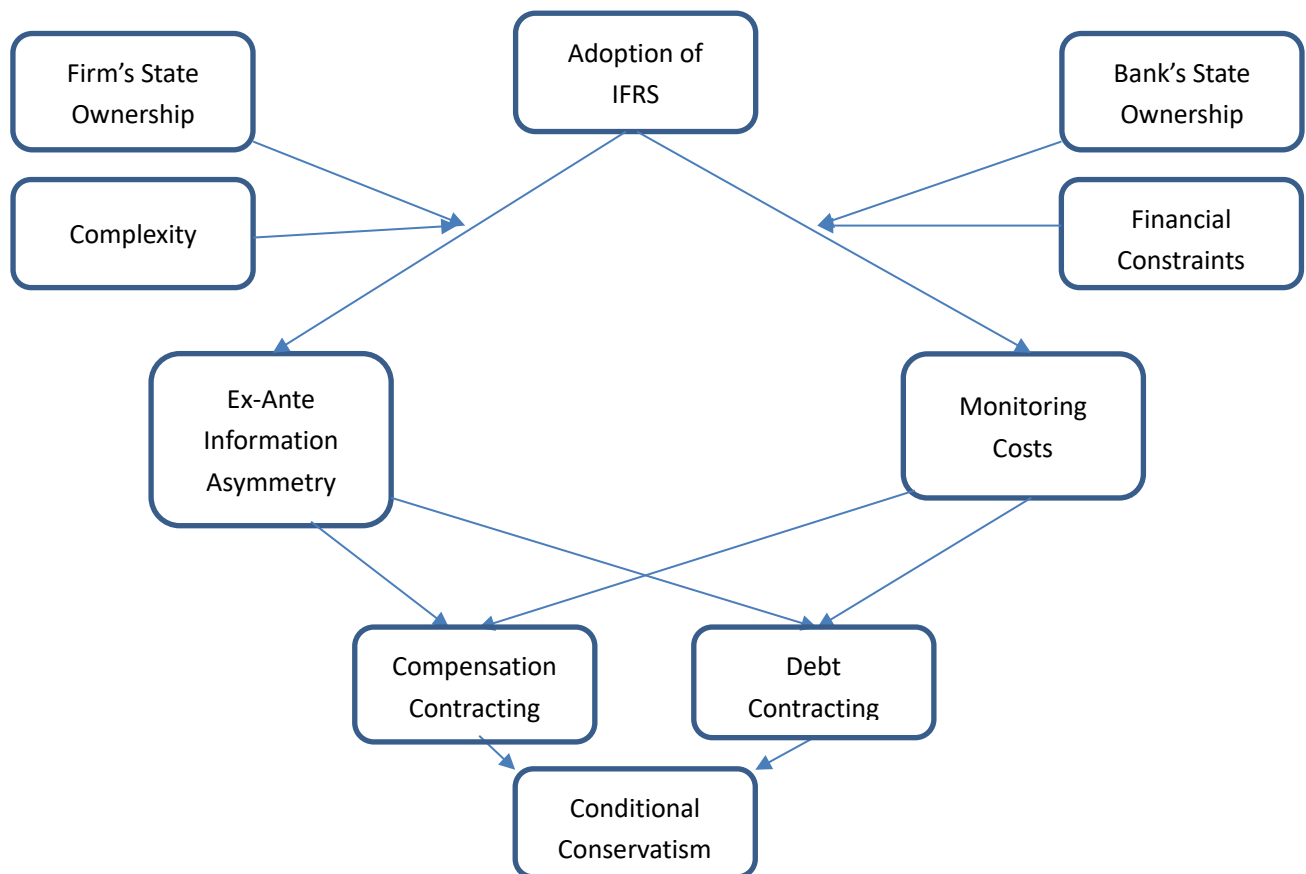 Firm's State
Ownership
Adoption of
IFRS
Bank's State
Ownership
Complexity
Financial
Constraints
Ex-Ante
Information
Asymmetry
Monitoring
Costs
Compensation
Contracting
Debt
Contracting
Conditional
Conservatism